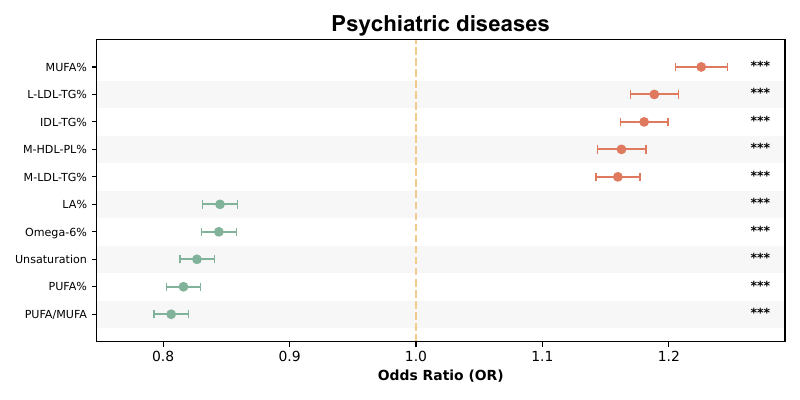 Psychiatric diseases
MUFA% ***
L-LDL-TG% ***
IDL-TG% ***
M-HDL-PL% ***
M-LDL-TG% ***
LA% ***
Omega-6% ***
Unsaturation ***
PUFA% ***
PUFA/MUFA ***
0.8 0.9 1.0 1.1 1.2
Odds Ratio (OR)